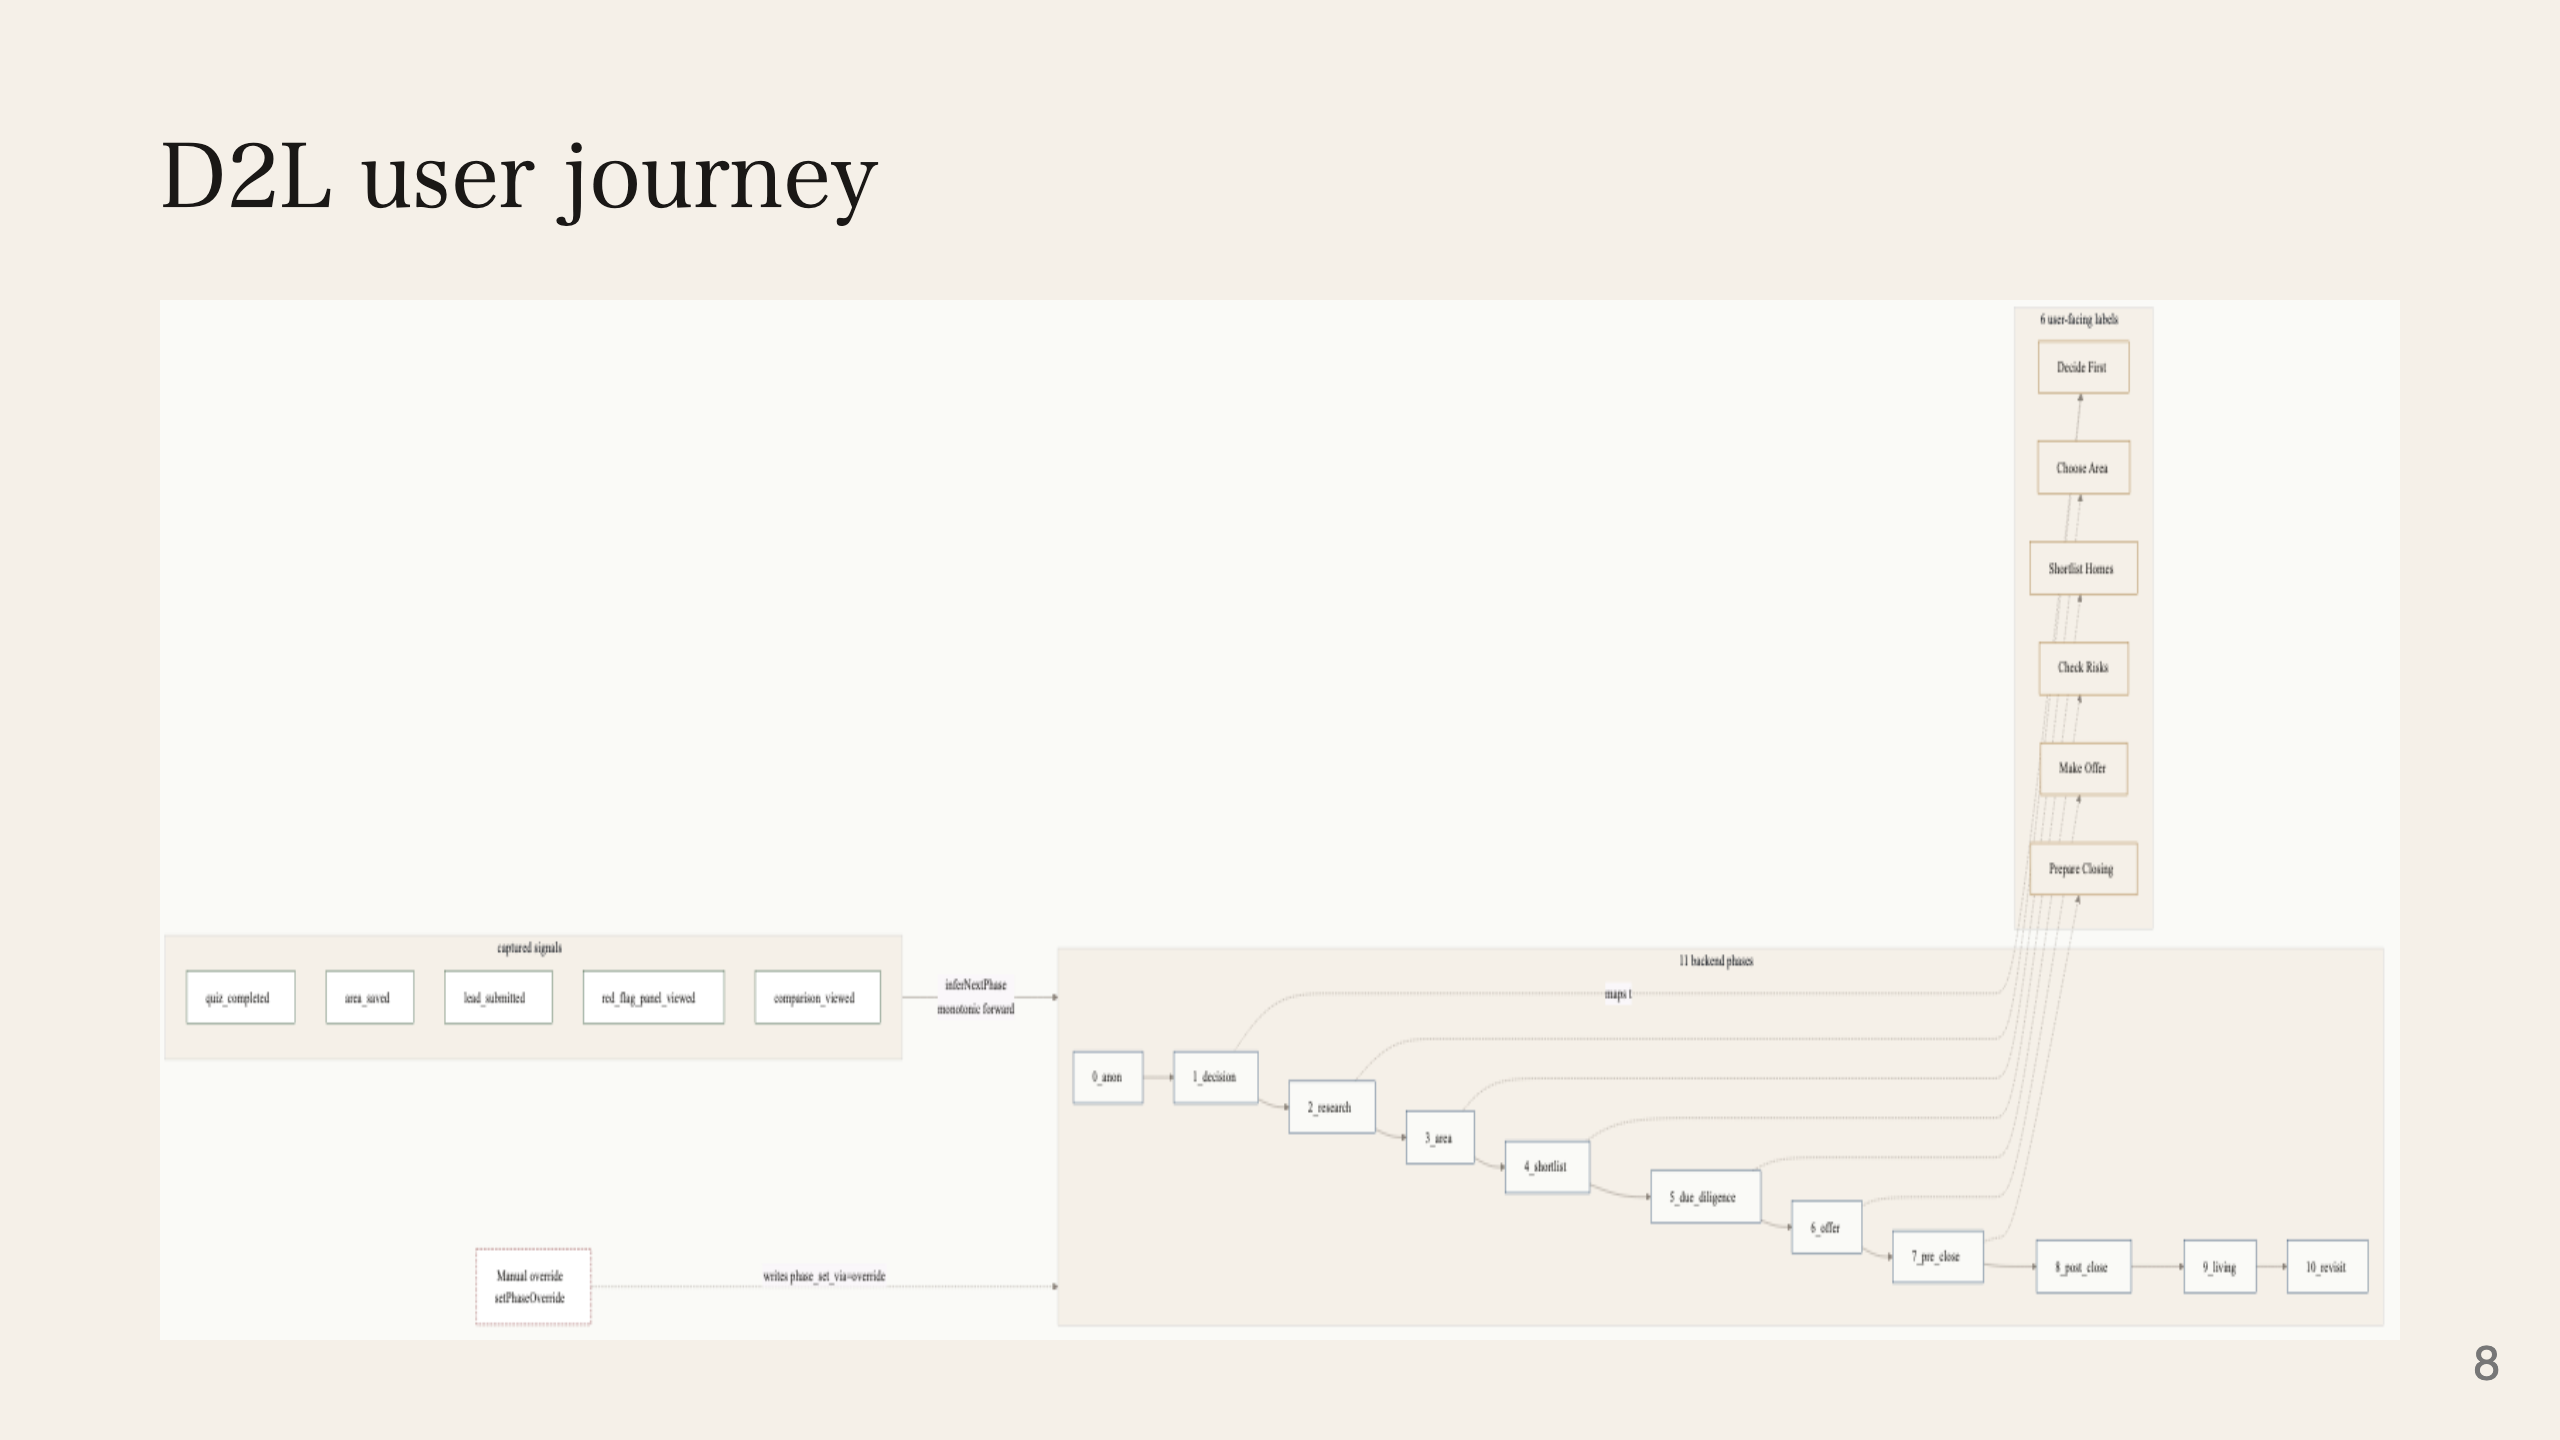 D2L user journey
6 user-facing labels
Decide First
Choose Area
Shortlist Homes
Check Risks
Make Offer
Prepare Closing
captured signals
quiz_completed
area_saved
lead_submitted
red_flag_panel_viewed
comparison_viewed
inferNextPhase
monotonic forward
11 backend phases
maps t
0_anon
1_decision
2_research
3_area
4_shortlist
5_due_diligence
6_offer
7_pre_close
8_post_close
9_living
10_revisit
Manual override
setPhaseOverride
writes phase_set_via=override
8